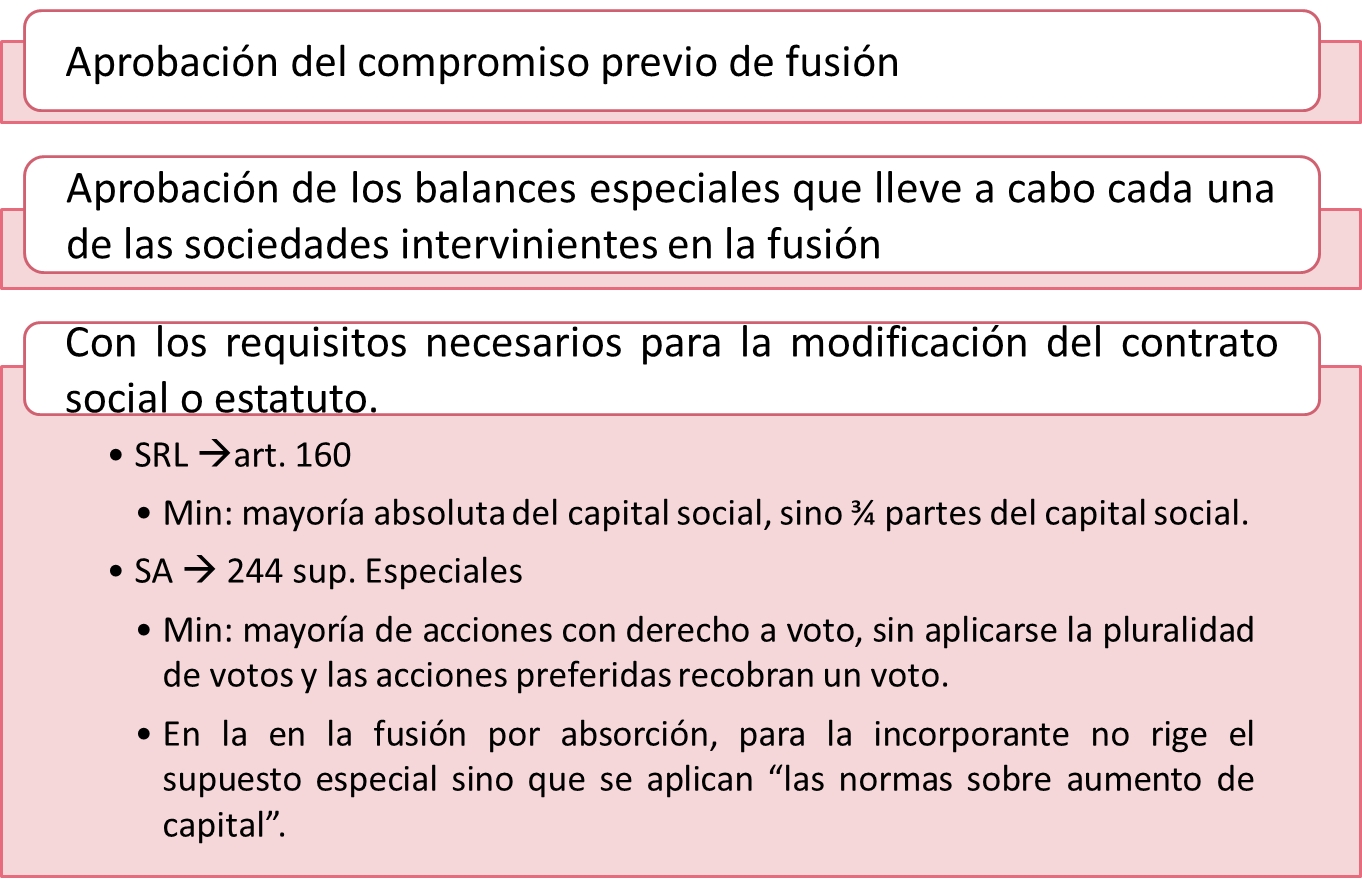 Aprobación del compromiso previo de fusión
Aprobación de los balances especiales que lleve a cabo cada una
de las sociedades intervinientes en la fusión
Con los requisitos necesarios para la modificación del contrato
social o estatuto.
• SRL →art. 160
• Min: mayoría absoluta del capital social, sino ¾ partes del capital social.
• SA → 244 sup. Especiales
• Min: mayoría de acciones con derecho a voto, sin aplicarse la pluralidad
de votos y las acciones preferidas recobran un voto.
• En la en la fusión por absorción, para la incorporante no rige el
supuesto especial sino que se aplican “las normas sobre aumento de
capital”.